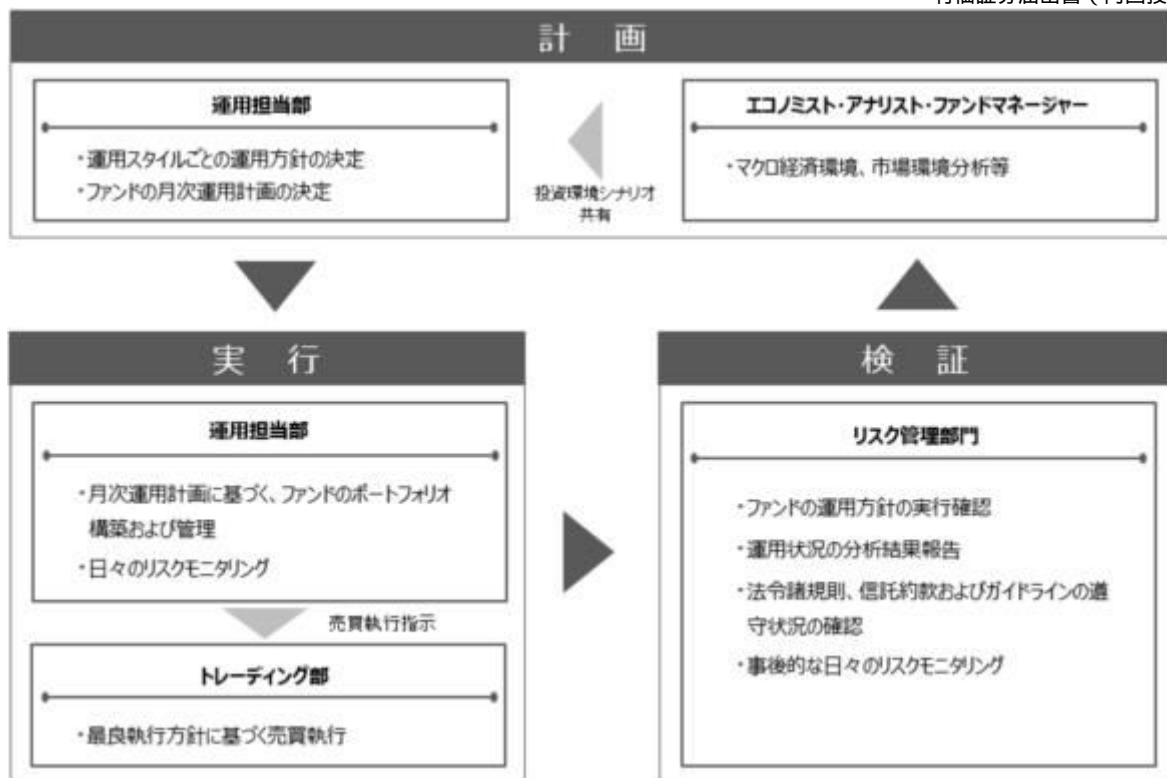 計 画
運用担当部
・運用スタイルごとの運用方針の決定
・ファンドの月次運用計画の決定
投資環境シナリオ
共有
エコノミスト・アナリスト・ファンドマネージャー
・マクロ経済環境、市場環境分析等
実 行
運用担当部
・月次運用計画に基づく、ファンドのポートフォリオ
構築および管理
・日々のリスクモニタリング
売買執行指示
トレーディング部
・最良執行方針に基づく売買執行
検 証
リスク管理部門
・ファンドの運用方針の実行確認
・運用状況の分析結果報告
・法令諸規則、信託約款およびガイドラインの遵
守状況の確認
・事後的な日々のリスクモニタリング